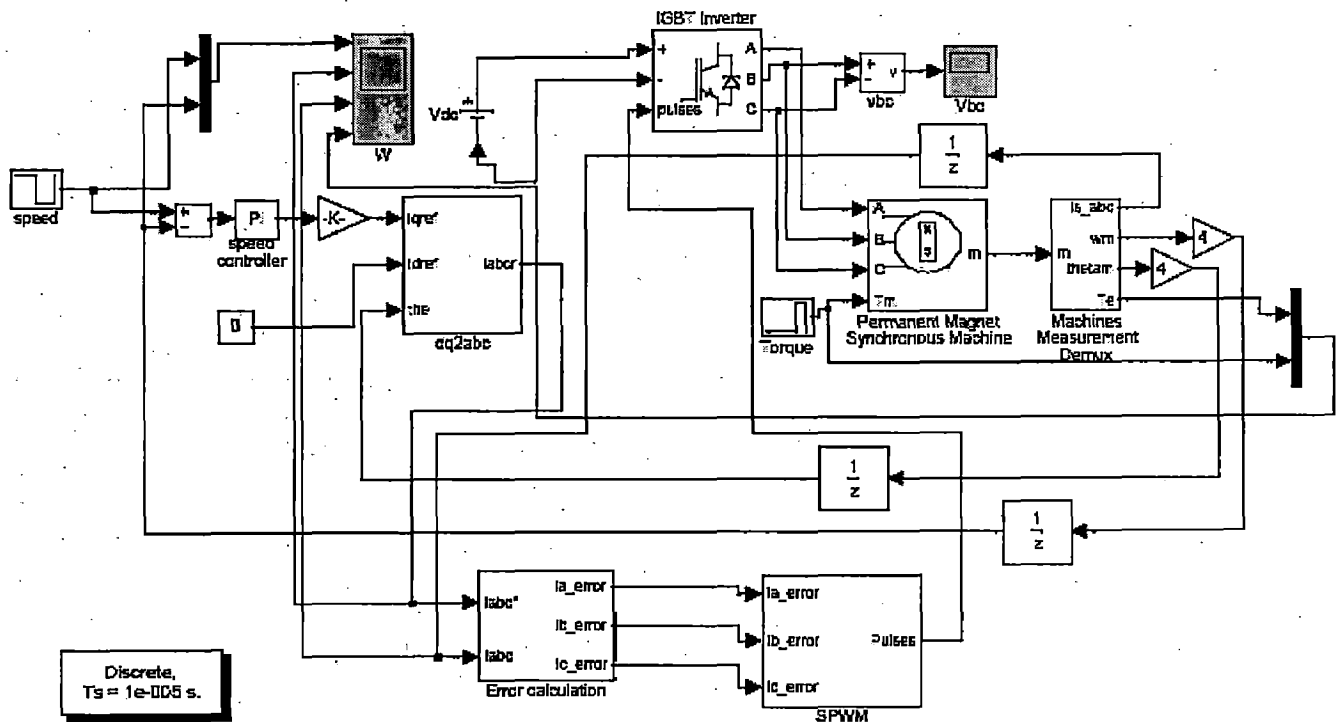 IGBT Inverter
+
A
-
B
pulses
C
+
-
v
vbc
Vbc
+
Vdc
W
1
z
speed
+
-
PI
speed
controller
-K-
iqref
idref
the
iabcr
dq2abc
0
A
B
C
Tm
m
Permanent Magnet
Synchronous Machine
Torque
m
is_abc
wm
thetam
Te
Machines
Measurement
Demux
4
4
1
z
1
z
Iabc*
Iabc
Ia_error
Ib_error
Ic_error
Error calculation
Ia_error
Ib_error
Ic_error
Pulses
SPWM
Discrete,
Ts = 1e-005 s.